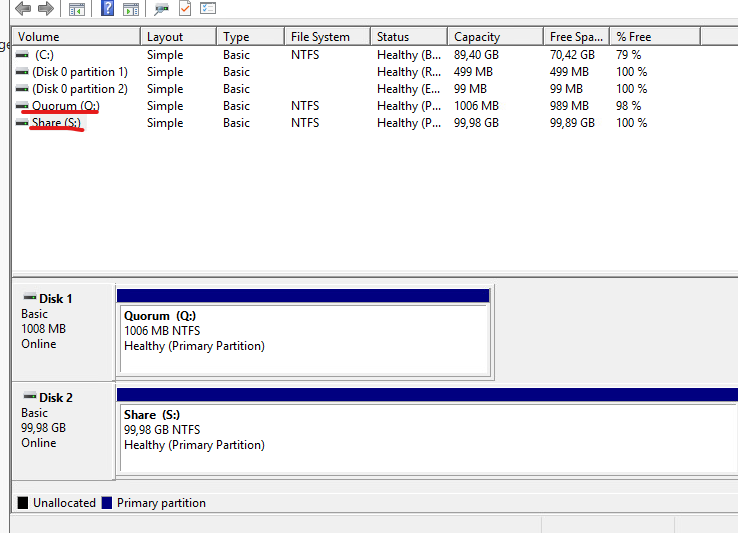 Volume Layout Type File System Status Capacity Free Spa... % Free
(C:) Simple Basic NTFS Healthy (B... 89,40 GB 70,42 GB 79 %
(Disk 0 partition 1) Simple Basic Healthy (R... 499 MB 499 MB 100 %
(Disk 0 partition 2) Simple Basic Healthy (E... 99 MB 99 MB 100 %
Quorum (Q:) Simple Basic NTFS Healthy (P... 1006 MB 989 MB 98 %
Share (S:) Simple Basic NTFS Healthy (P... 99,98 GB 99,89 GB 100 %
Disk 1
Basic
1008 MB
Online
Quorum (Q:)
1006 MB NTFS
Healthy (Primary Partition)
Disk 2
Basic
99,98 GB
Online
Share (S:)
99,98 GB NTFS
Healthy (Primary Partition)
Unallocated Primary partition